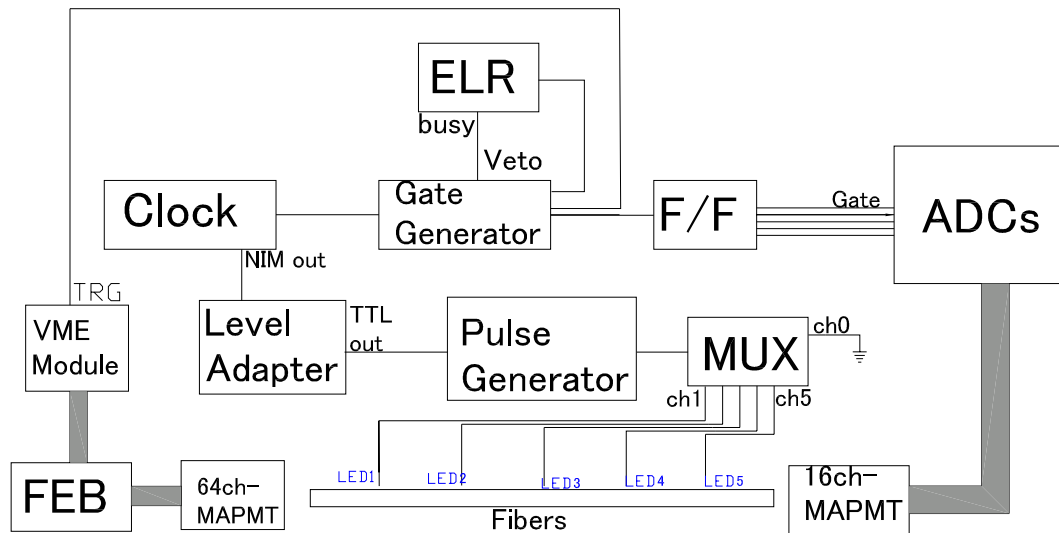 ELR
busy
Veto
Clock
Gate
Generator
F/F
Gate
ADCs
NIM out
TRG
VME
Module
Level
Adapter
TTL
out
Pulse
Generator
MUX
ch0
ch1
ch5
LED1
LED2
LED3
LED4
LED5
FEB
64ch-
MAPMT
Fibers
16ch-
MAPMT